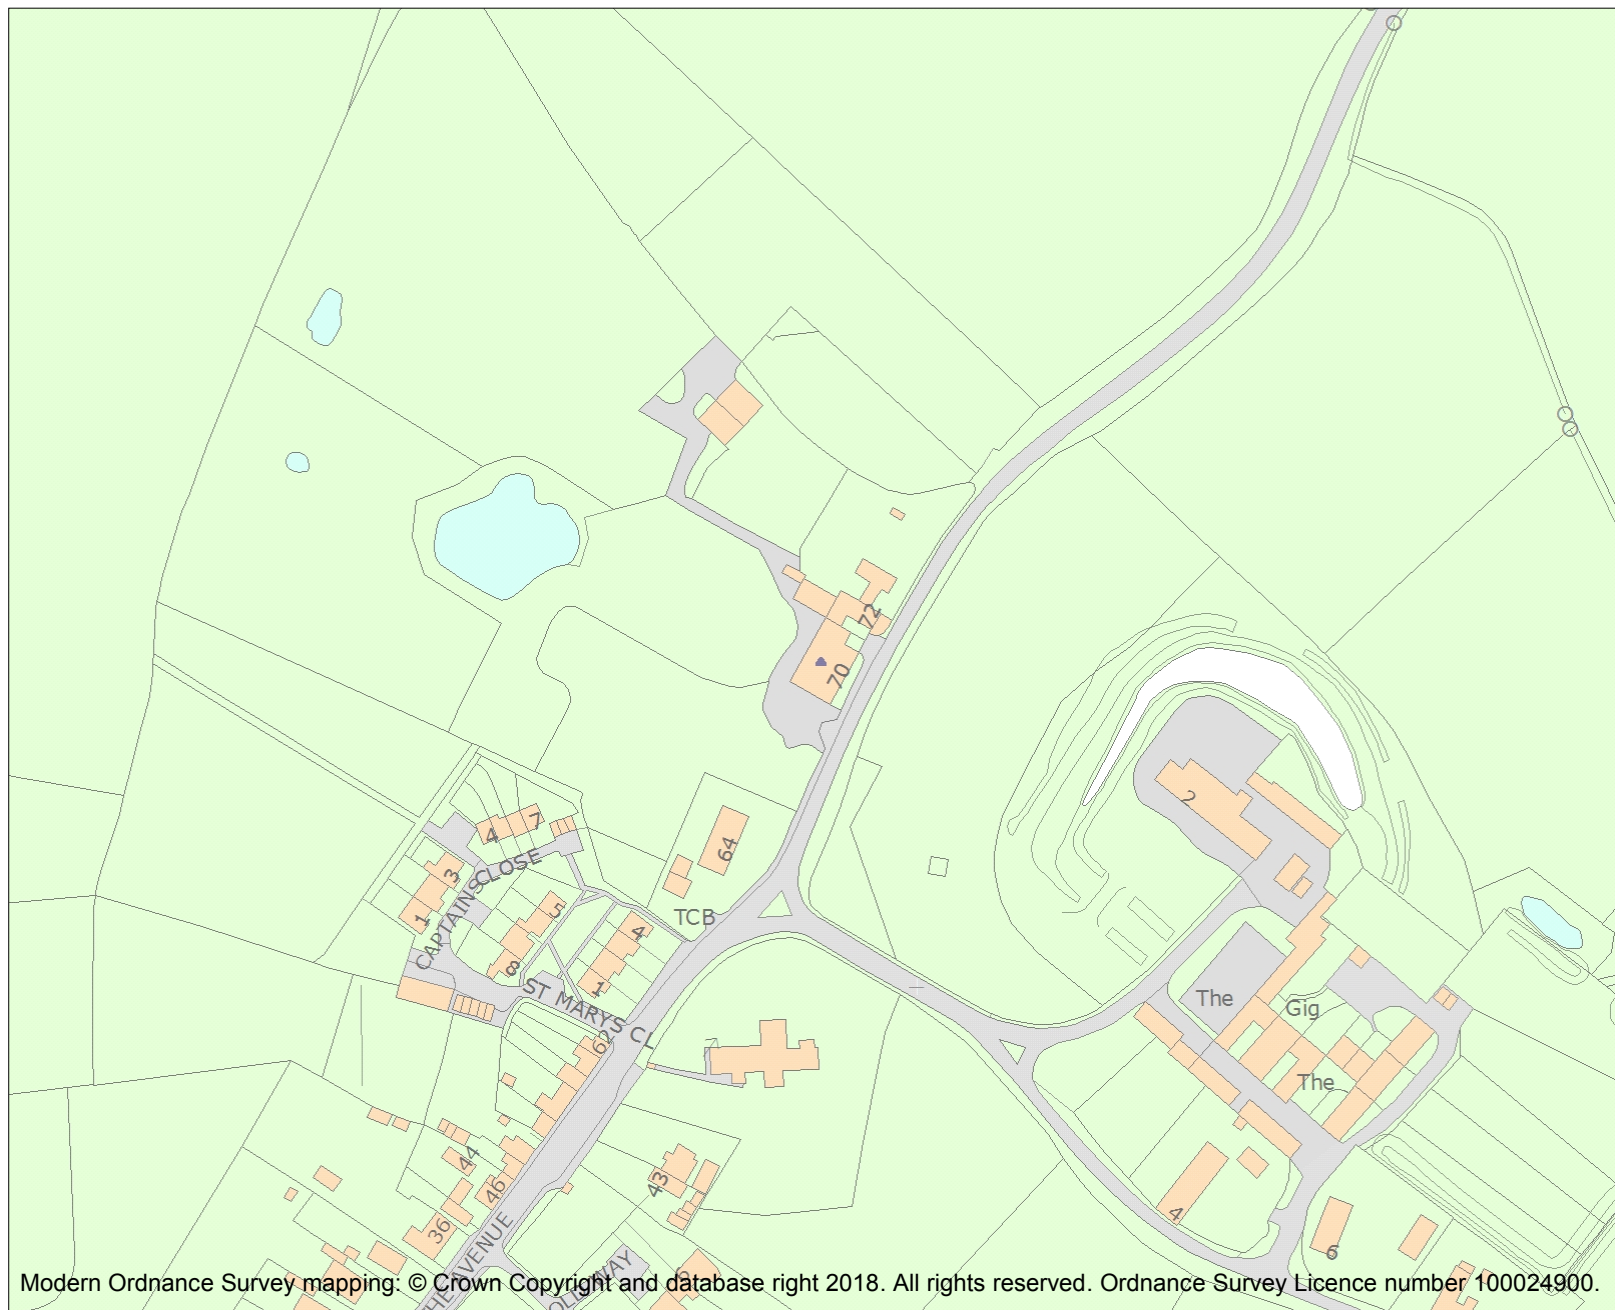 72
70
64
2
4
7
CLOSE
3
1
CAPTAINS
5
8
TCB
4
1
ST MARYS CL
62
The
Gig
The
44
46
36
43
4
6
THE AVENUE
Modern Ordnance Survey mapping: © Crown Copyright and database right 2018. All rights reserved. Ordnance Survey Licence number 100024900.